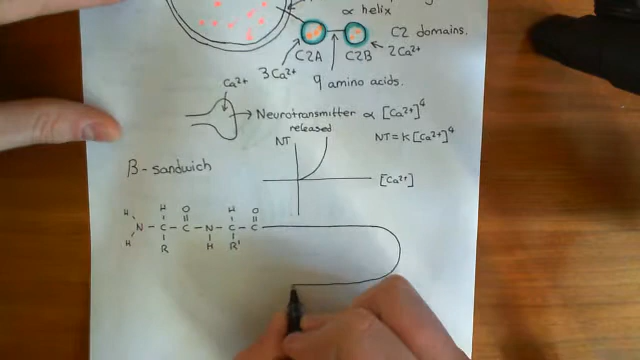 α helix
C2 domains.
C2A C2B 2Ca²⁺
3Ca²⁺
9 amino acids.
Ca²⁺
Neurotransmitter α [Ca²⁺]⁴
released
NT NT = K[Ca²⁺]⁴
β-sandwich
[Ca²⁺]
H H O H O
N - C - C - N - C - C
H R H R'